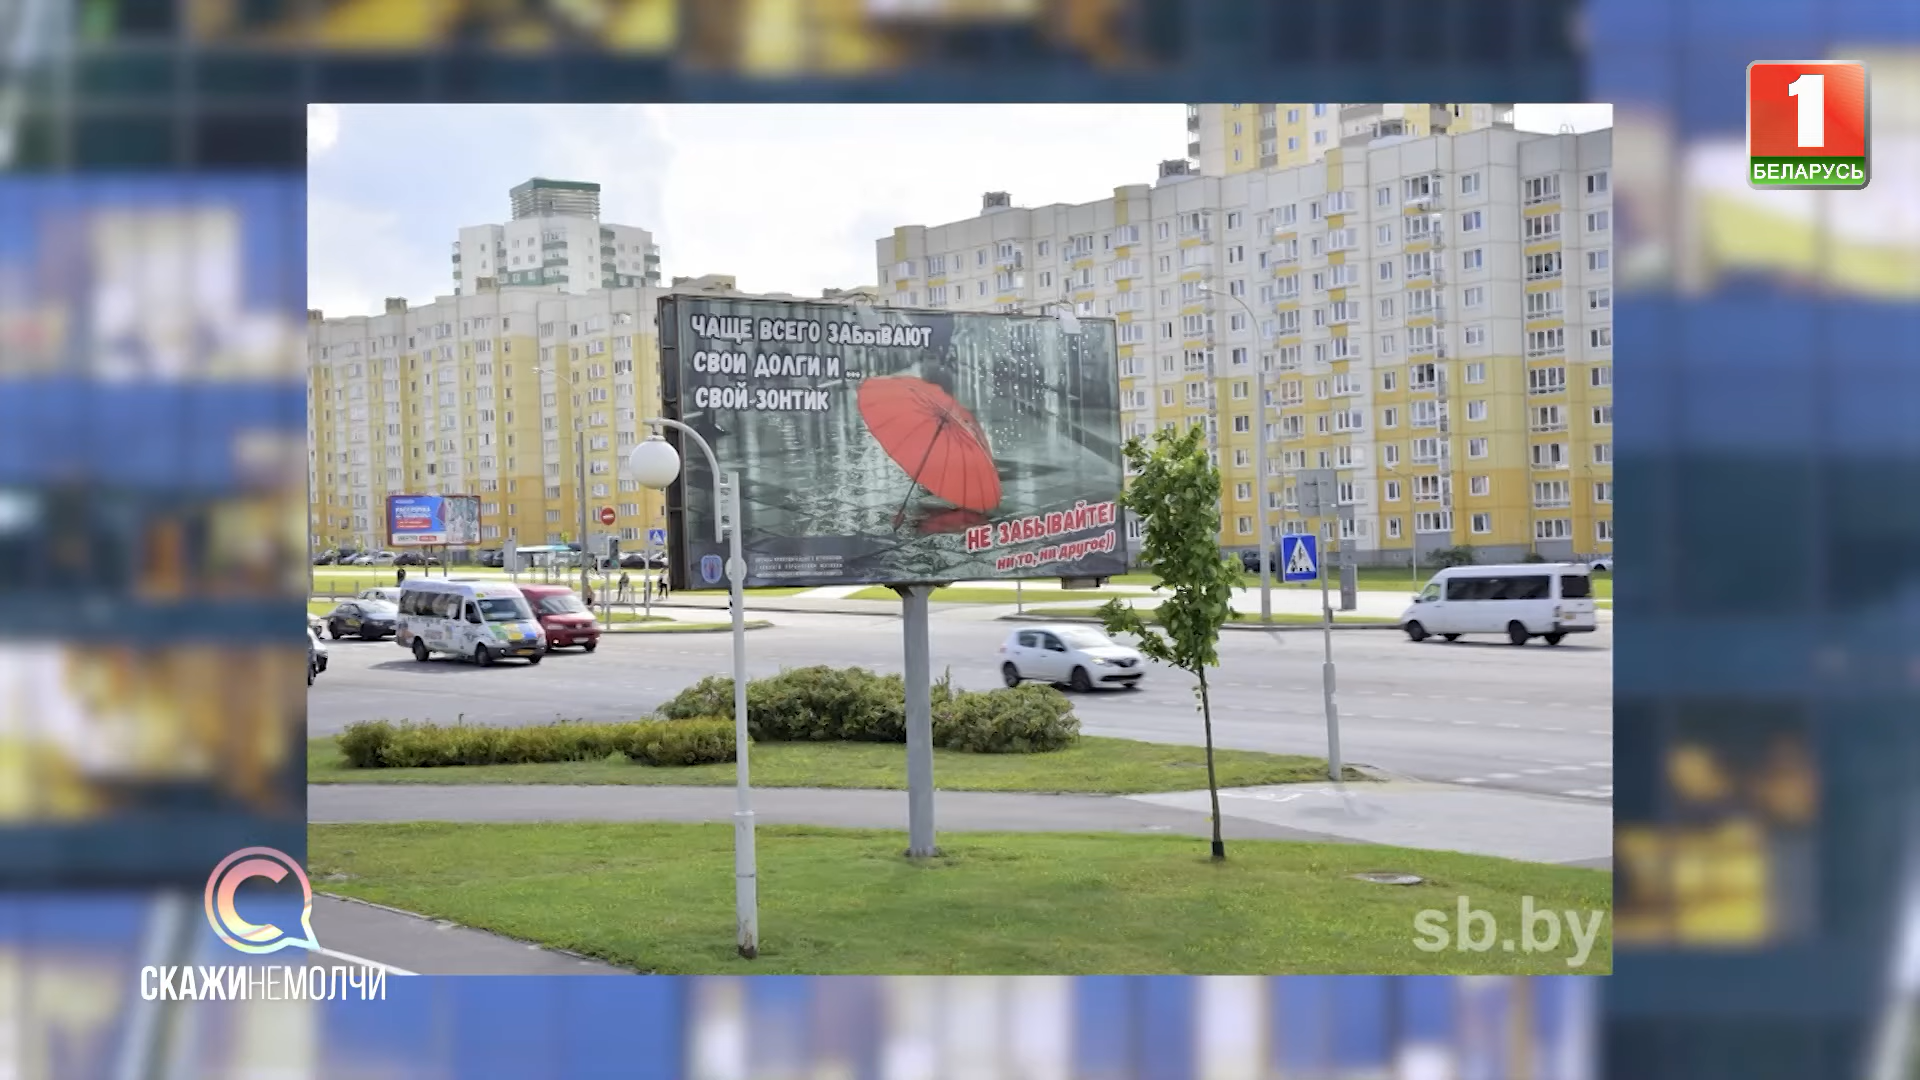 1
БЕЛАРУСЬ
ЧАЩЕ ВСЕГО ЗАБЫВАЮТ
СВОИ ДОЛГИ И ...
СВОЙ ЗОНТИК
НЕ ЗАБЫВАЙТЕ!
ни то, ни другое))
sb.by
СКАЖИНЕМОЛЧИ